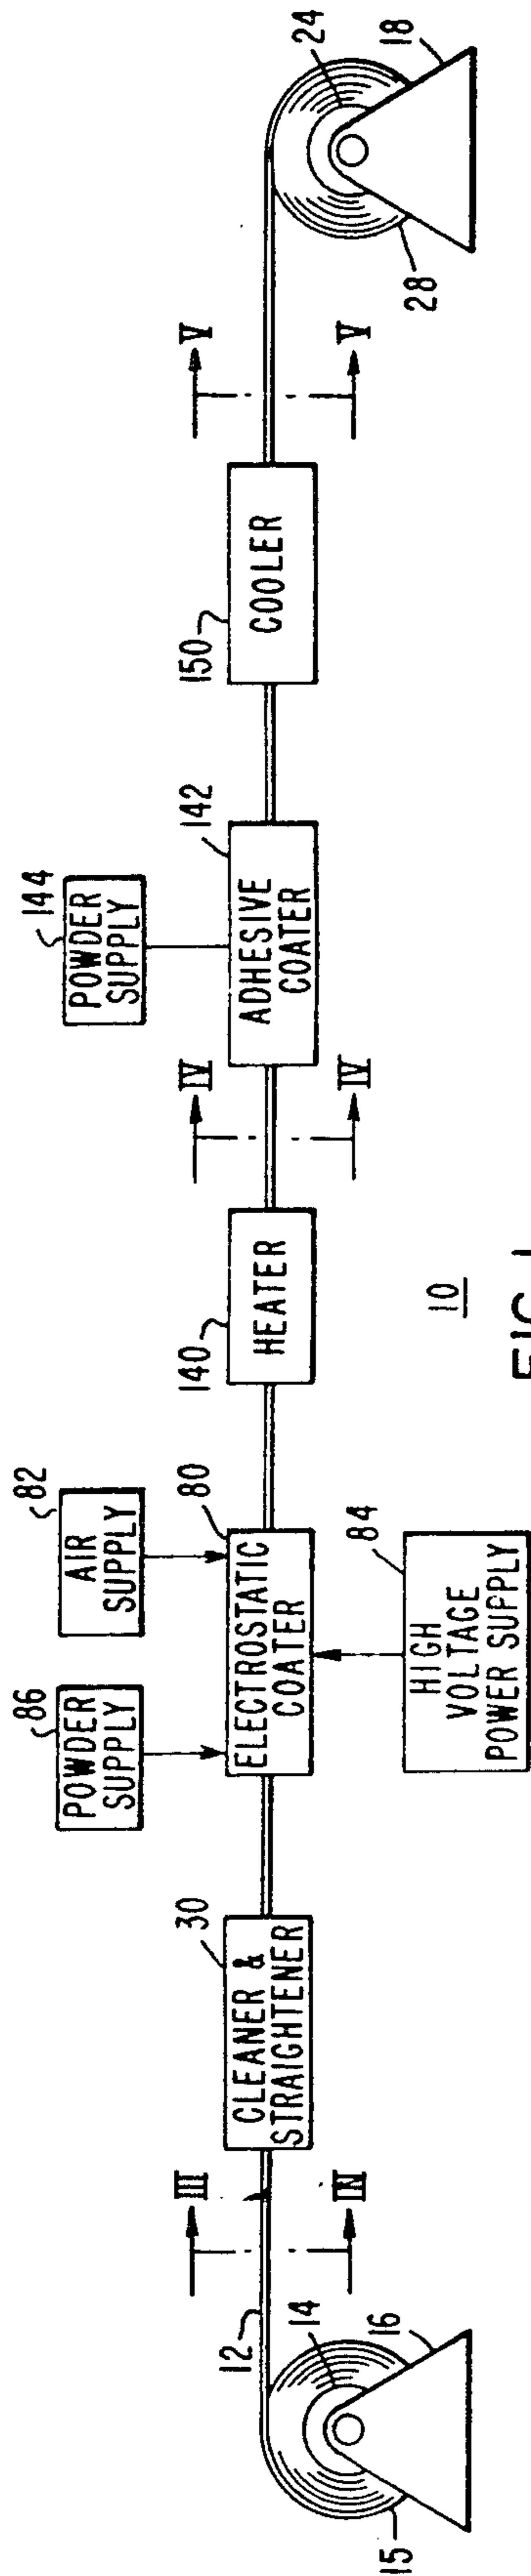 15
14
16
12
III
III
CLEANER &
STRAIGHTENER
30
POWDER
SUPPLY
86
AIR
SUPPLY
82
ELECTROSTATIC
COATER
80
HIGH
VOLTAGE
POWER SUPPLY
84
HEATER
140
IV
IV
POWDER
SUPPLY
144
ADHESIVE
COATER
142
COOLER
150
V
V
28
24
18
10
FIG. 1